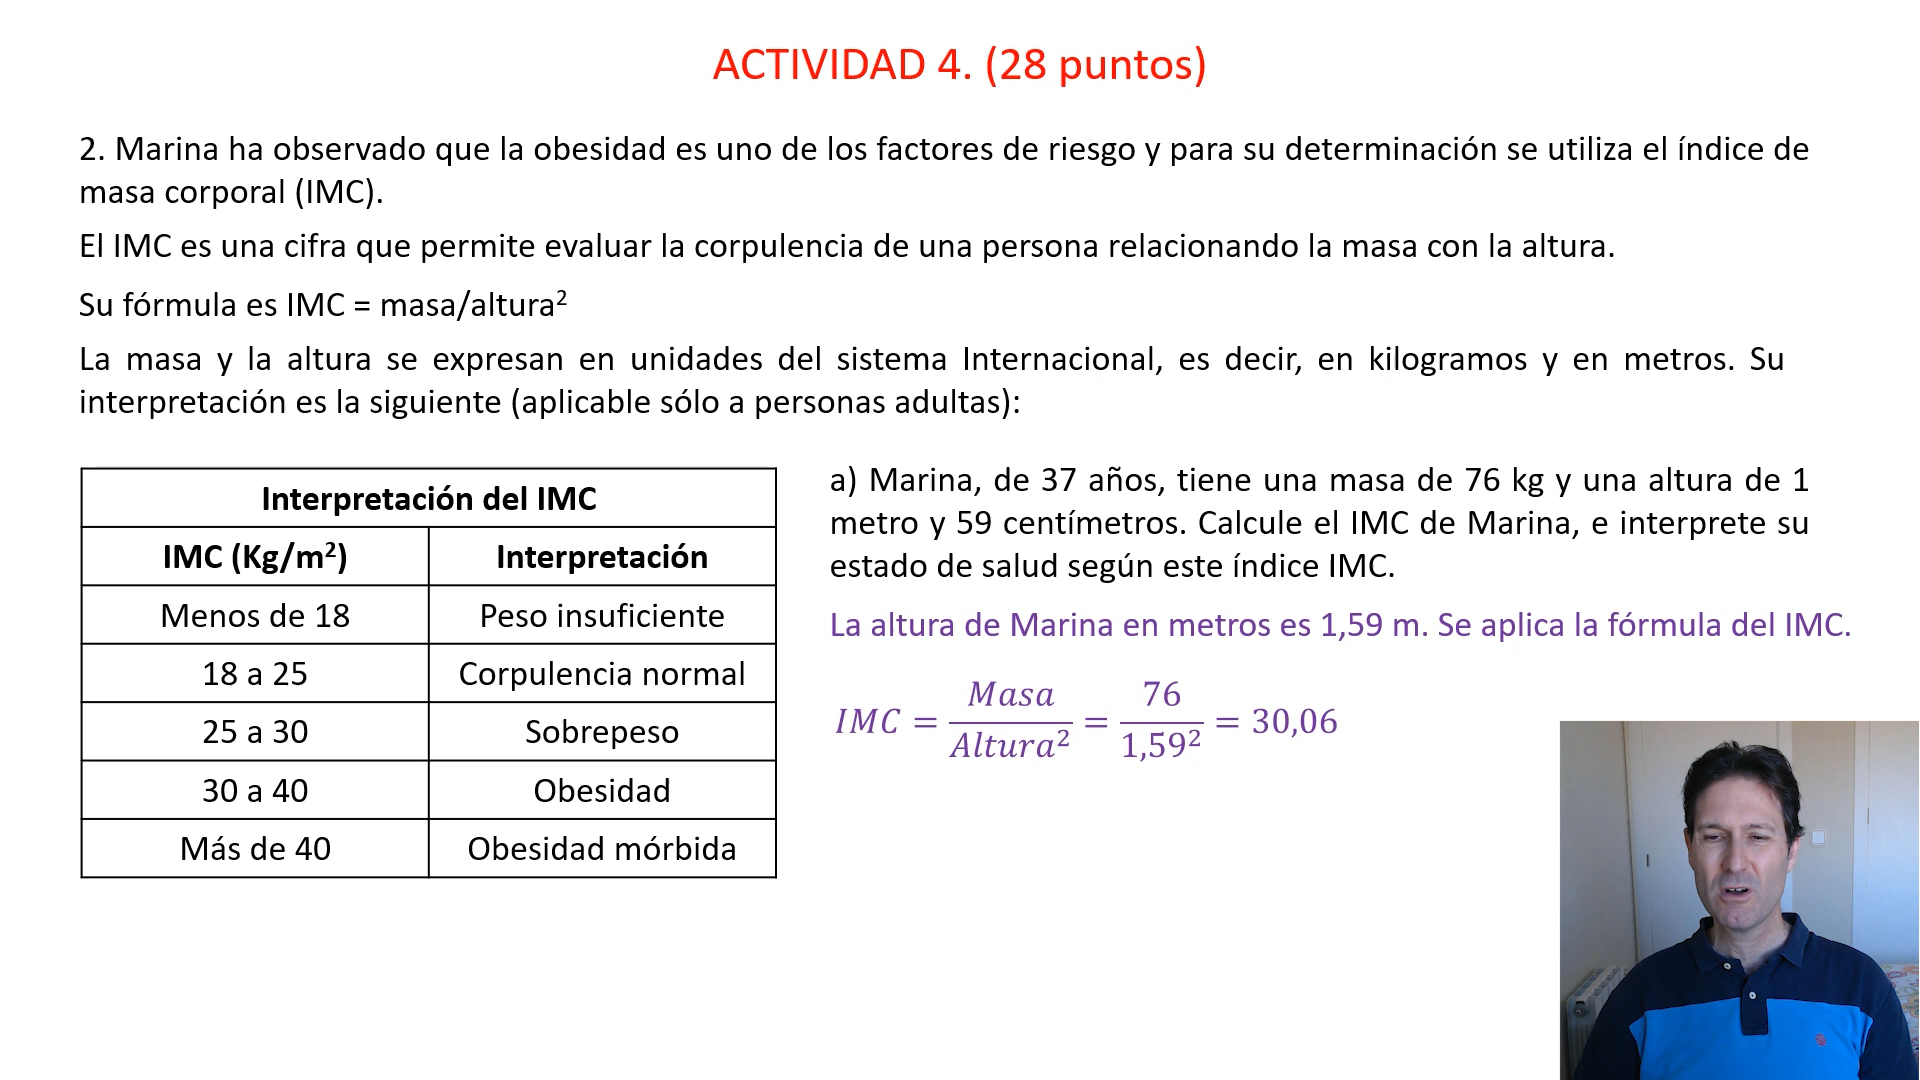 ACTIVIDAD 4. (28 puntos)
2. Marina ha observado que la obesidad es uno de los factores de riesgo y para su determinación se utiliza el índice de
masa corporal (IMC).
El IMC es una cifra que permite evaluar la corpulencia de una persona relacionando la masa con la altura.
Su fórmula es IMC = masa/altura²
La masa y la altura se expresan en unidades del sistema Internacional, es decir, en kilogramos y en metros. Su
interpretación es la siguiente (aplicable sólo a personas adultas):
Interpretación del IMC
IMC (Kg/m²) Interpretación
Menos de 18 Peso insuficiente
18 a 25 Corpulencia normal
25 a 30 Sobrepeso
30 a 40 Obesidad
Más de 40 Obesidad mórbida
a) Marina, de 37 años, tiene una masa de 76 kg y una altura de 1
metro y 59 centímetros. Calcule el IMC de Marina, e interprete su
estado de salud según este índice IMC.
La altura de Marina en metros es 1,59 m. Se aplica la fórmula del IMC.
IMC = Masa/Altura² = 76/1,59² = 30,06